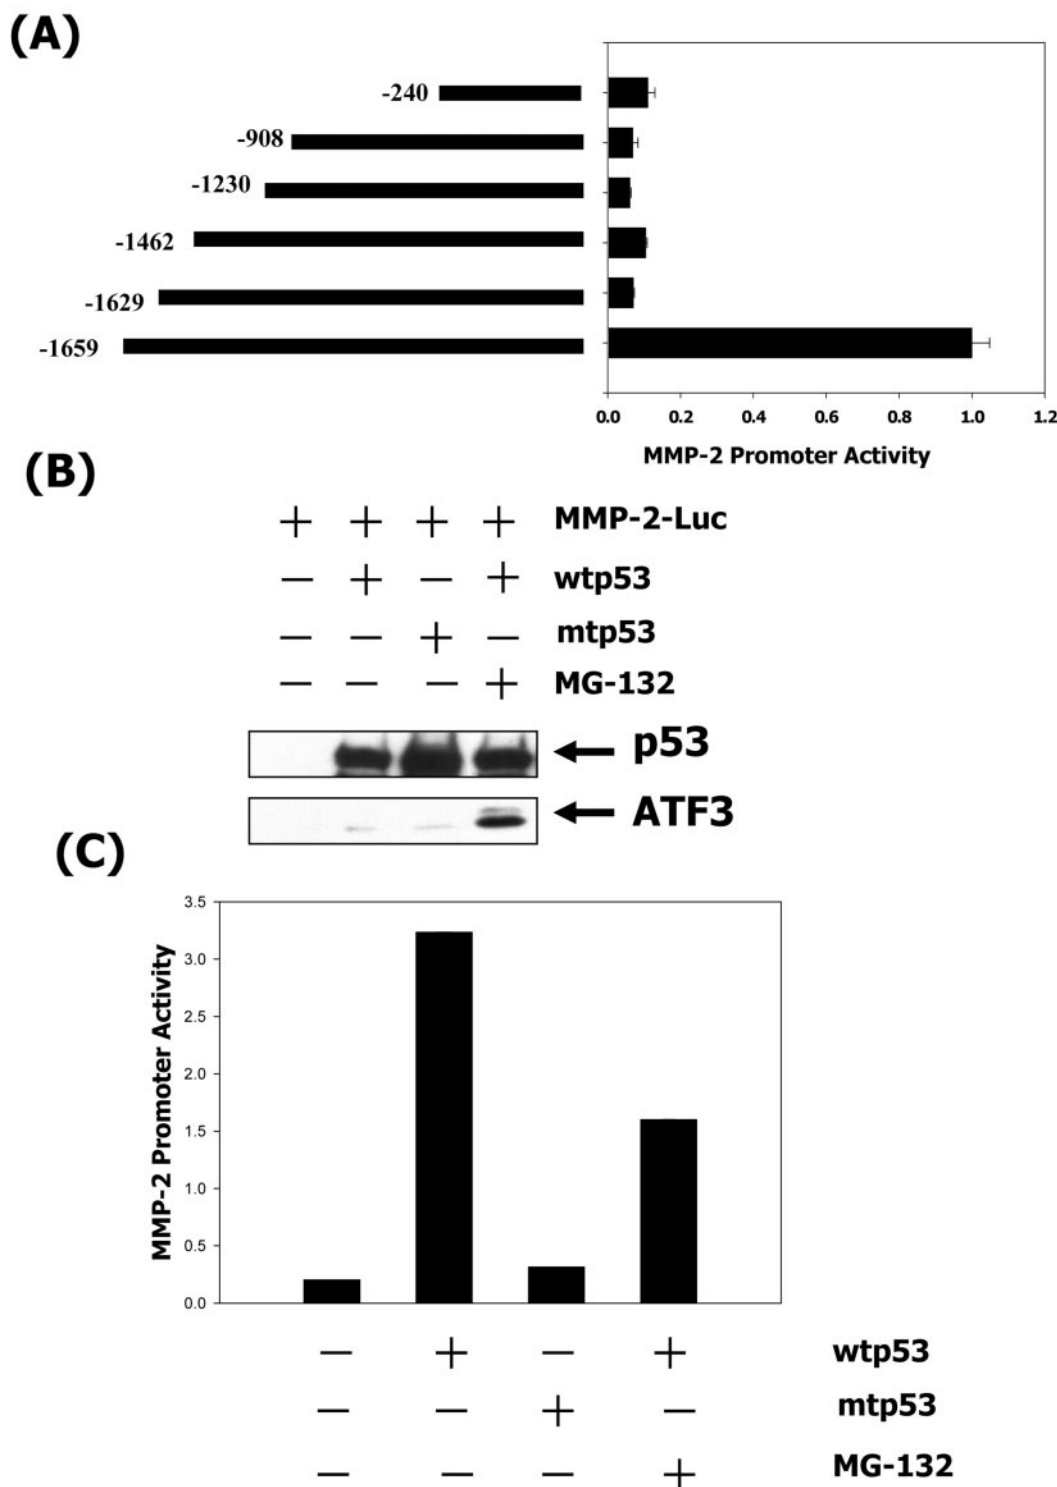 (A)
-240
-908
-1230
-1462
-1629
-1659
0.0 0.2 0.4 0.6 0.8 1.0 1.2
MMP-2 Promoter Activity
(B)
+ + + + MMP-2-Luc
— + — + wtp53
— — + — mtp53
— — — + MG-132
p53
ATF3
(C)
3.5
3.0
2.5
2.0
1.5
1.0
0.5
0.0
MMP-2 Promoter Activity
— + — + wtp53
— — + — mtp53
— — — + MG-132